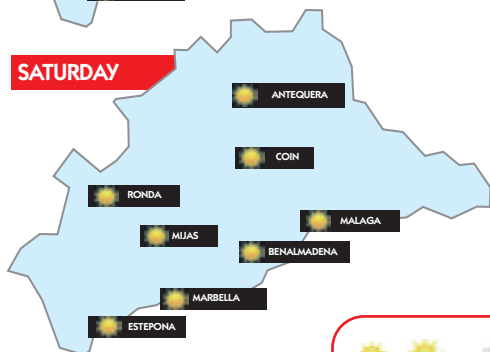 SATURDAY
ANTEQUERA
COIN
RONDA
MALAGA
MIJAS
BENALMADENA
MARBELLA
ESTEPONA